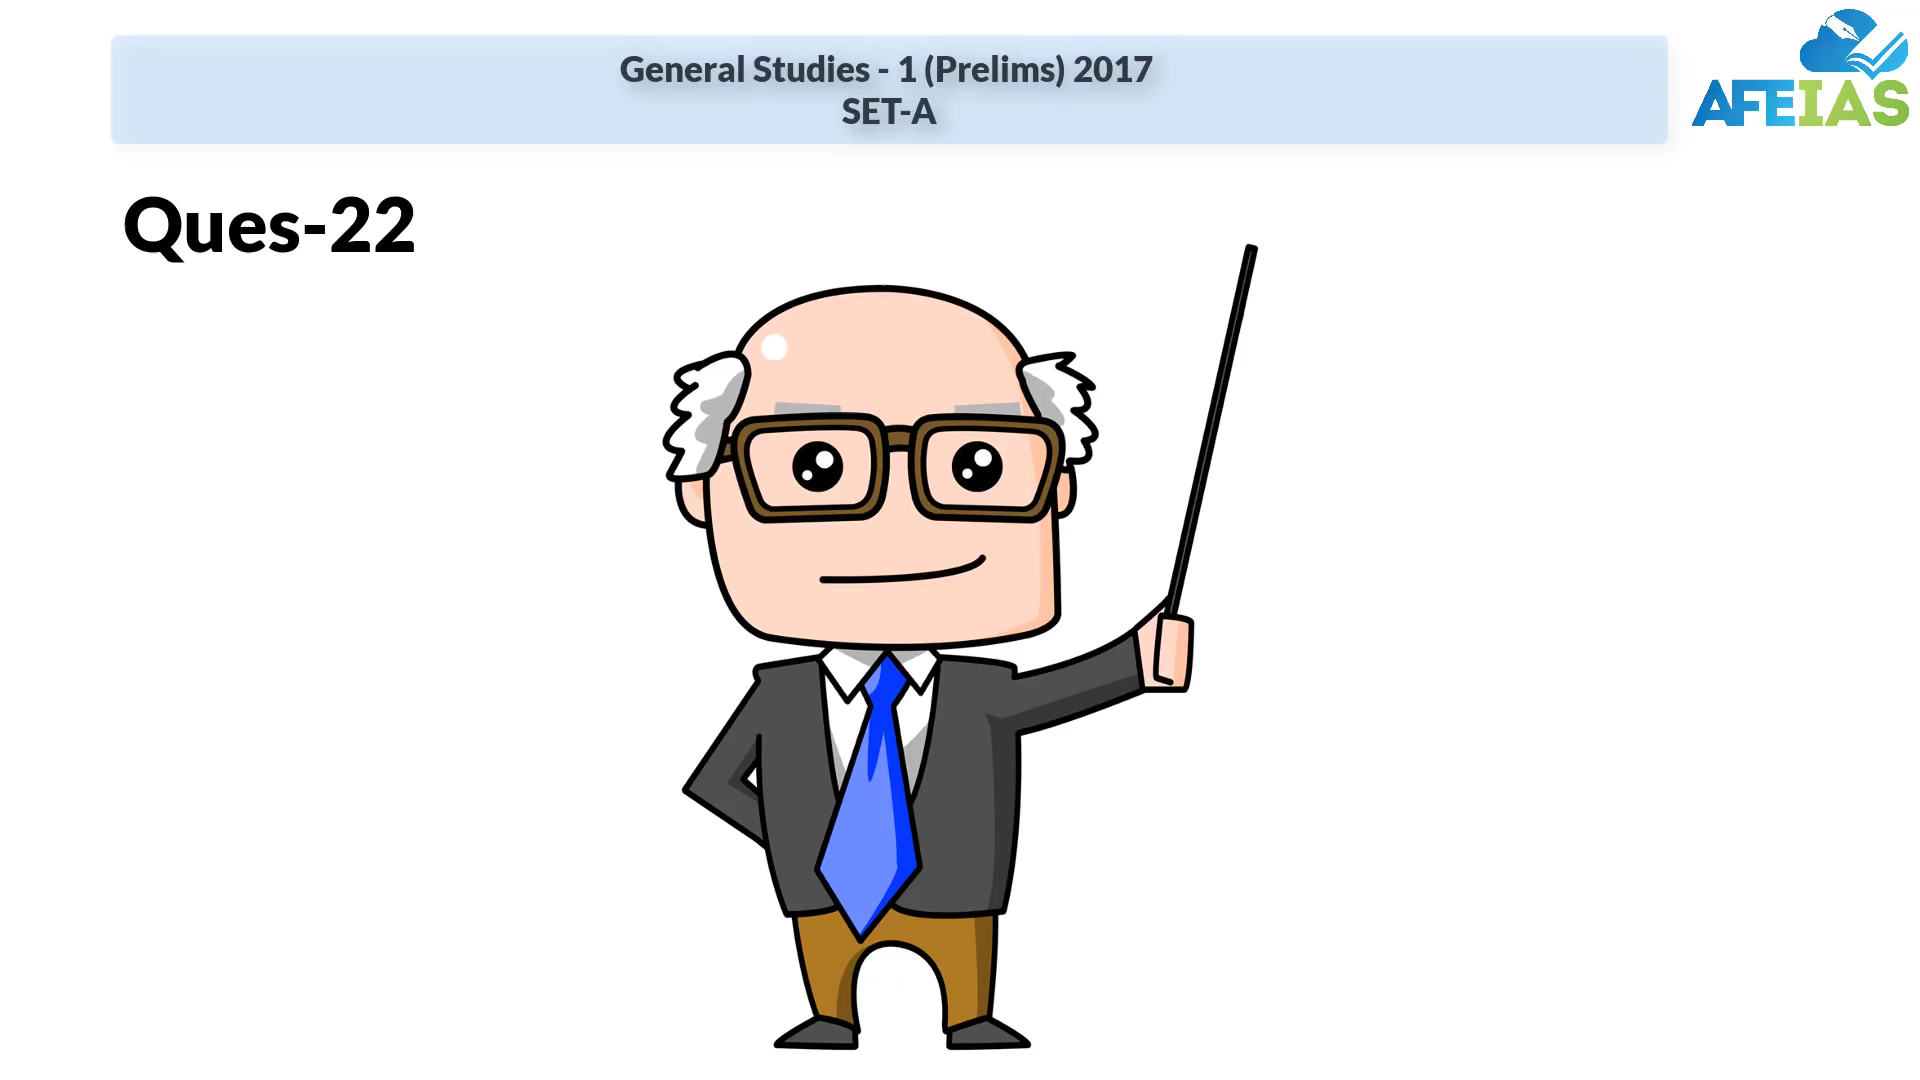 General Studies - 1 (Prelims) 2017
SET-A
AFEIAS
Ques-22